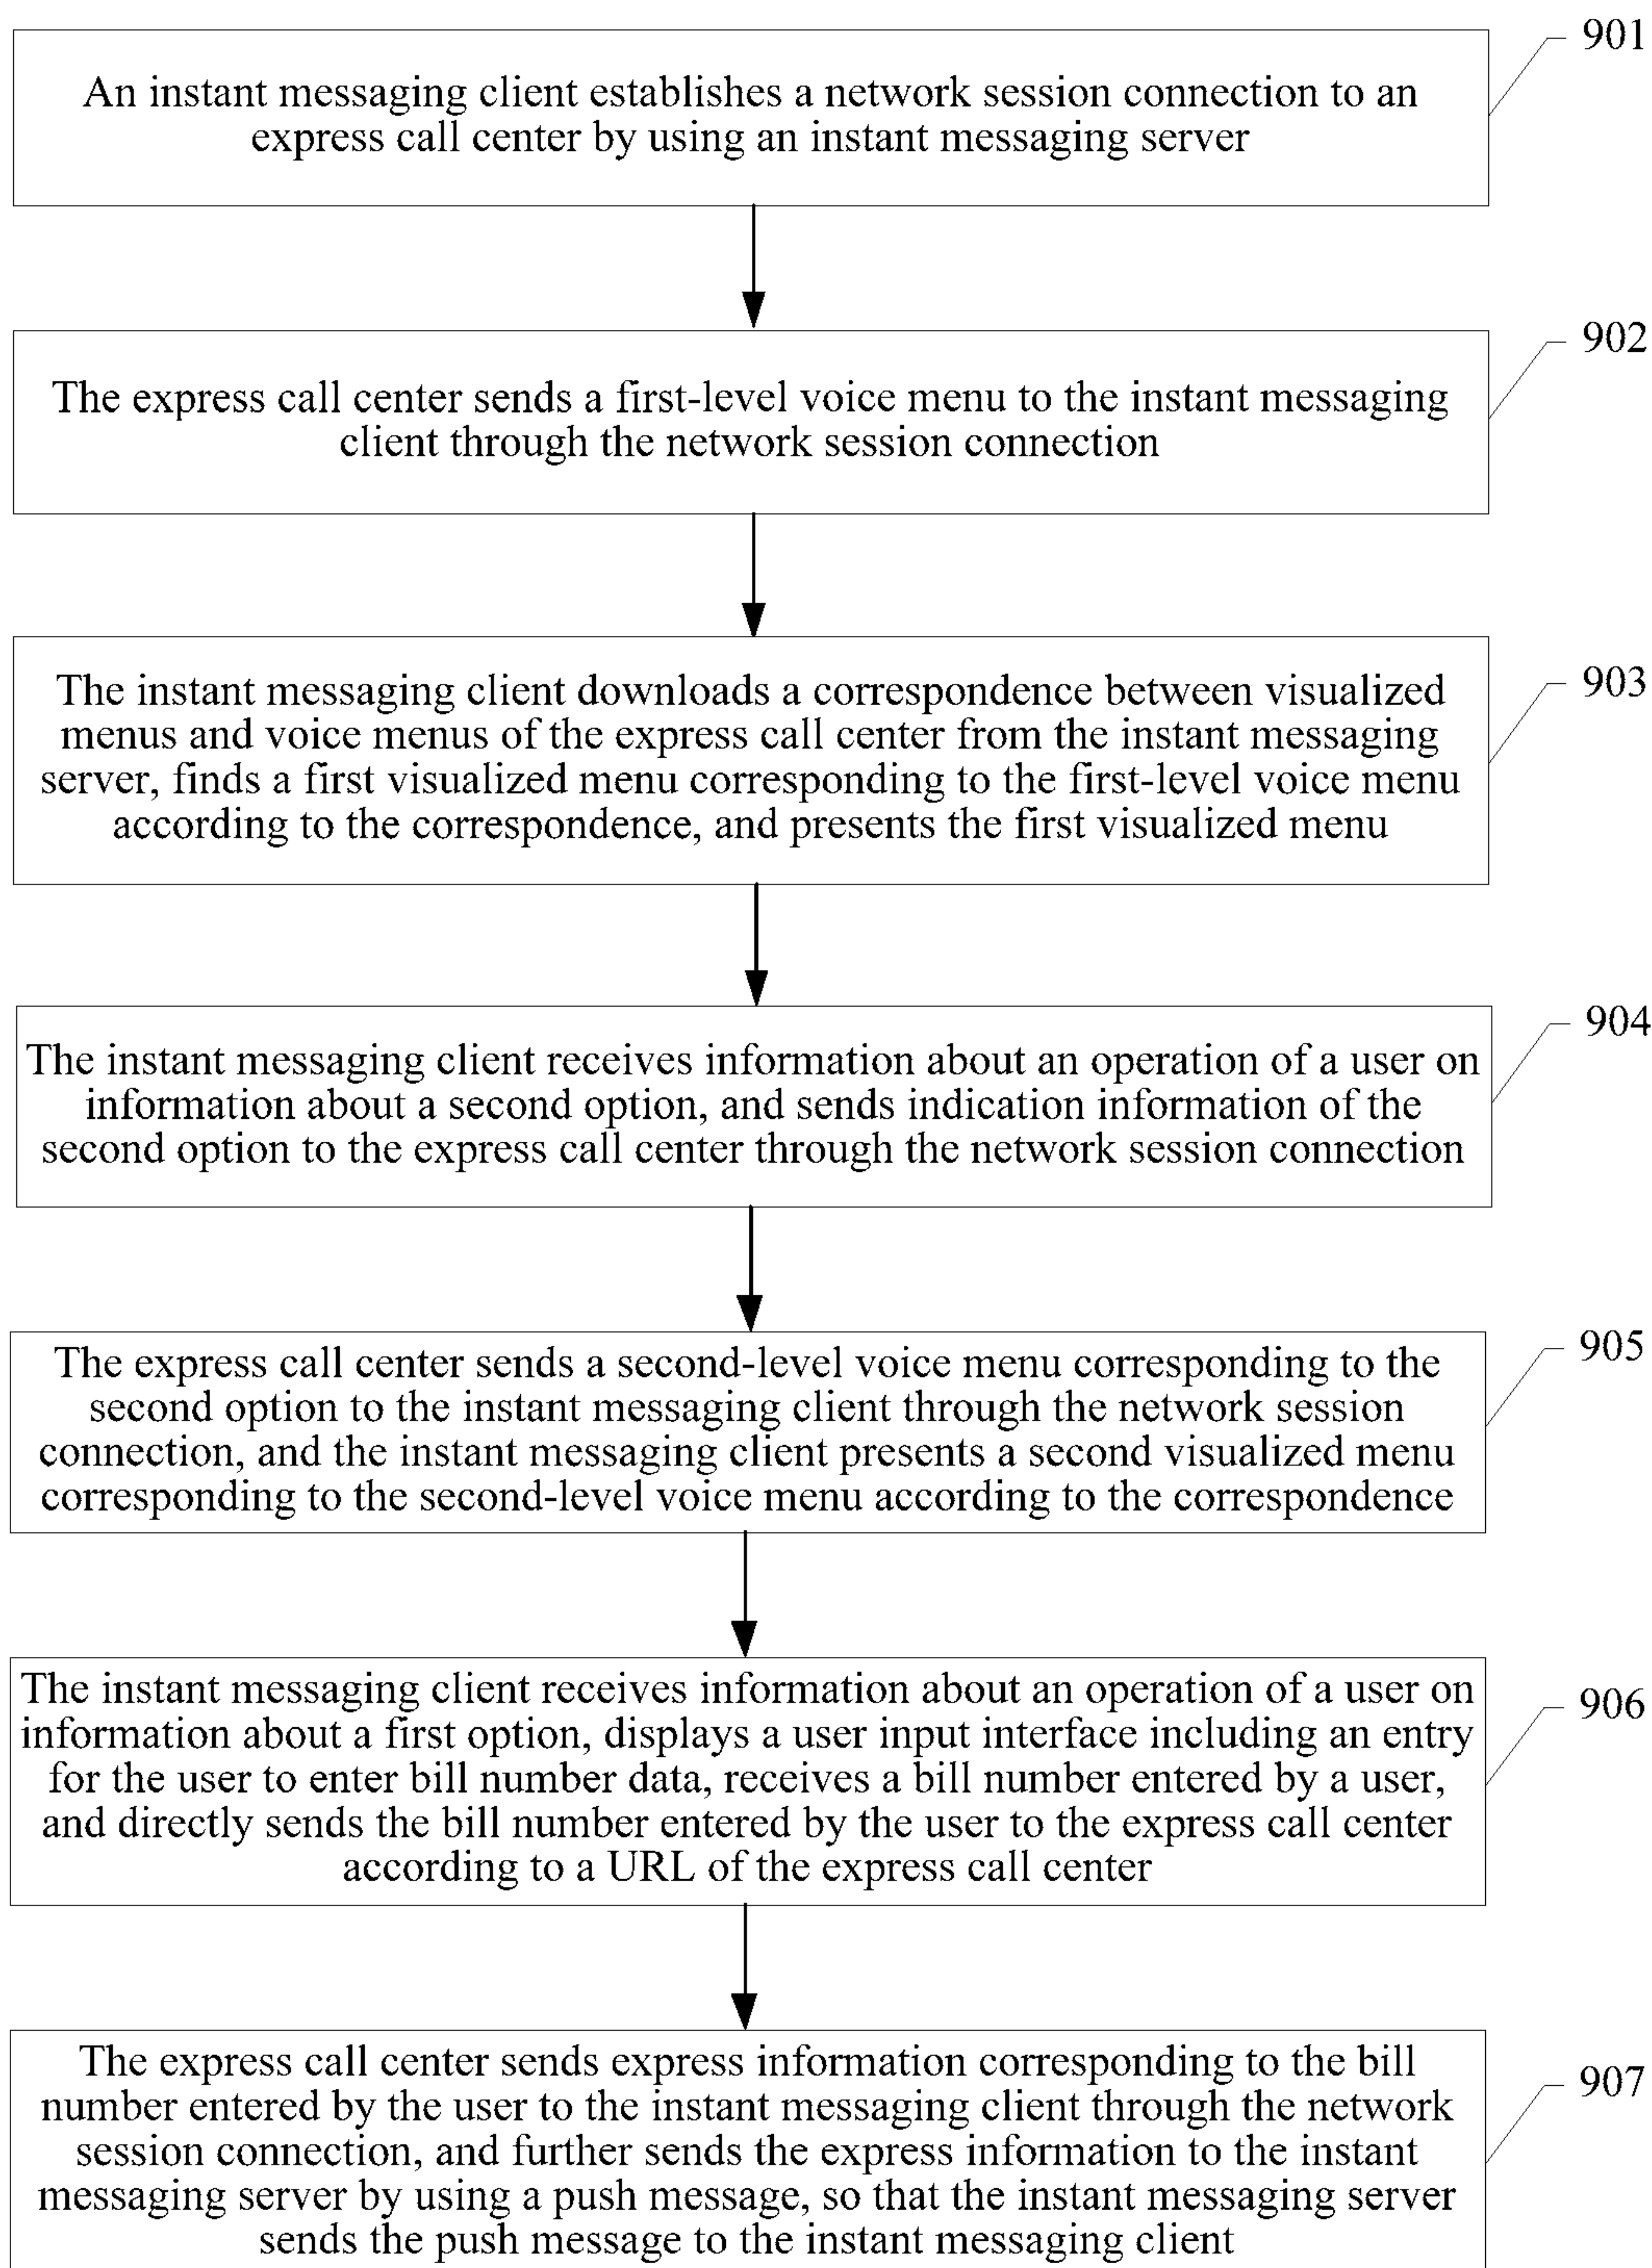 901
An instant messaging client establishes a network session connection to an
express call center by using an instant messaging server
902
The express call center sends a first-level voice menu to the instant messaging
client through the network session connection
903
The instant messaging client downloads a correspondence between visualized
menus and voice menus of the express call center from the instant messaging
server, finds a first visualized menu corresponding to the first-level voice menu
according to the correspondence, and presents the first visualized menu
904
The instant messaging client receives information about an operation of a user on
information about a second option, and sends indication information of the
second option to the express call center through the network session connection
905
The express call center sends a second-level voice menu corresponding to the
second option to the instant messaging client through the network session
connection, and the instant messaging client presents a second visualized menu
corresponding to the second-level voice menu according to the correspondence
906
The instant messaging client receives information about an operation of a user on
information about a first option, displays a user input interface including an entry
for the user to enter bill number data, receives a bill number entered by a user,
and directly sends the bill number entered by the user to the express call center
according to a URL of the express call center
907
The express call center sends express information corresponding to the bill
number entered by the user to the instant messaging client through the network
session connection, and further sends the express information to the instant
messaging server by using a push message, so that the instant messaging server
sends the push message to the instant messaging client